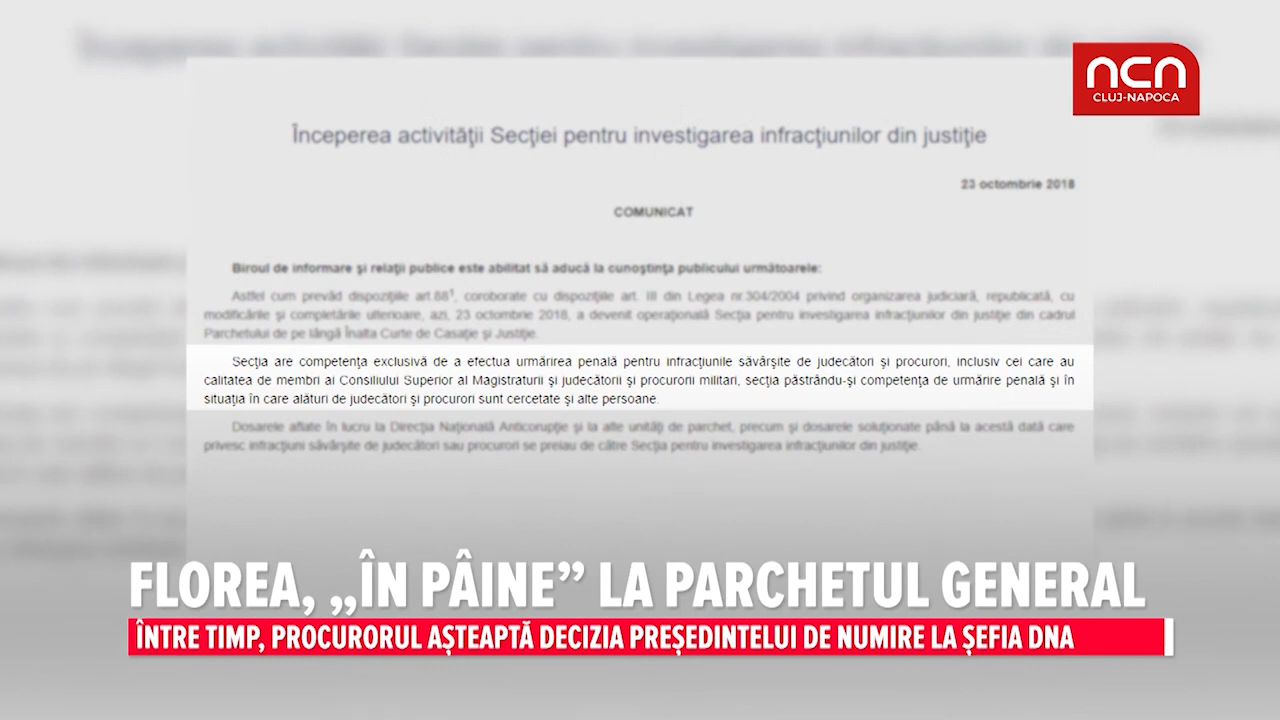 ncn
CLUJ-NAPOCA
Începerea activităţii Secţiei pentru investigarea infracţiunilor din justiţie
23 octombrie 2018
COMUNICAT
Biroul de informare şi relaţii publice este abilitat să aducă la cunoştinţa publicului următoarele:
Astfel cum prevăd dispoziţiile art.88¹, coroborate cu dispoziţiile art. III din Legea nr.304/2004 privind organizarea judiciară, republicată, cu
modificările şi completările ulterioare, azi, 23 octombrie 2018, a devenit operaţională Secţia pentru investigarea infracţiunilor din justiţie din cadrul
Parchetului de pe lângă Înalta Curte de Casaţie şi Justiţie.
Secţia are competenţa exclusivă de a efectua urmărirea penală pentru infracţiunile săvârşite de judecători şi procurori, inclusiv cei care au
calitatea de membri ai Consiliului Superior al Magistraturii şi judecătorii şi procurorii militari, secţia păstrându-şi competenţa de urmărire penală şi în
situaţia în care alături de judecători şi procurori sunt cercetate şi alte persoane.
Dosarele aflate în lucru la Direcţia Naţională Anticorupţie şi la alte unităţi de parchet, precum şi dosarele soluţionate până la acestă dată care
privesc infracţiuni săvârşite de judecători sau procurori se preiau de către Secţia pentru investigarea infracţiunilor din justiţie.
FLOREA, „ÎN PÂINE” LA PARCHETUL GENERAL
ÎNTRE TIMP, PROCURORUL AȘTEAPTĂ DECIZIA PREȘEDINTELUI DE NUMIRE LA ȘEFIA DNA